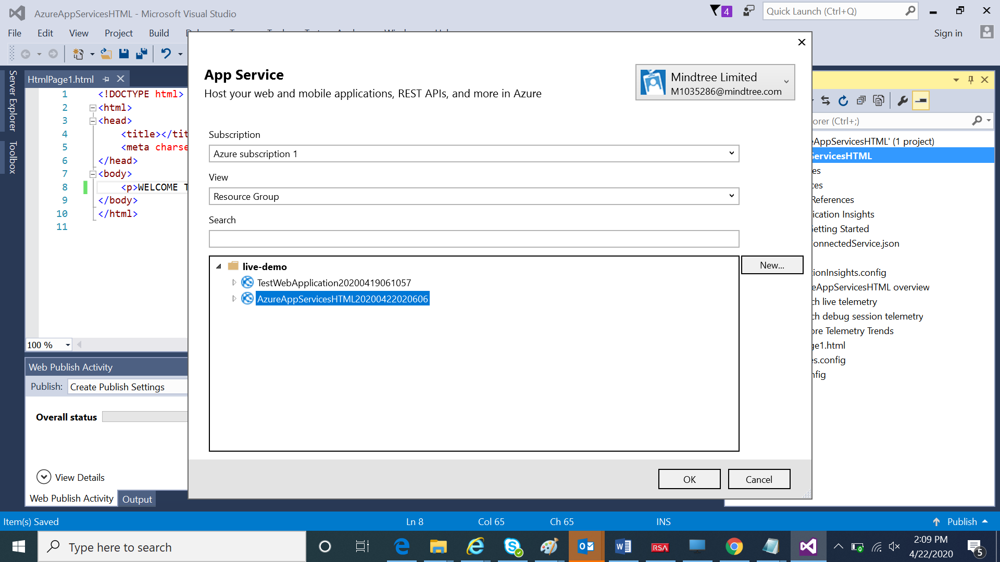 AzureAppServicesHTML - Microsoft Visual Studio
4
Quick Launch (Ctrl+Q)
File Edit View Project Build
Sign in
Server Explorer
Toolbox
HtmlPage1.html
1 <!DOCTYPE html>
2 <html>
3 <head>
4 <title></tit
5 <meta charse
6 </head>
7 <body>
8 <p>WELCOME T
9 </body>
10 </html>
11
100 %
Web Publish Activity
Publish: Create Publish Settings
Overall status
View Details
Web Publish Activity Output
App Service
Host your web and mobile applications, REST APIs, and more in Azure
Mindtree Limited
M1035286@mindtree.com
Subscription
Azure subscription 1
View
Resource Group
Search
live-demo
TestWebApplication20200419061057
AzureAppServicesHTML20200422020606
New...
OK Cancel
orer (Ctrl+;)
AppServicesHTML' (1 project)
ervicesHTML
es
ces
References
ication Insights
etting Started
onnectedService.json
ionInsights.config
eAppServicesHTML overview
ch live telemetry
ch debug session telemetry
ore Telemetry Trends
ge1.html
s.config
fig
Item(s) Saved Ln 8 Col 65 Ch 65 INS Publish
Type here to search
RSA
2:09 PM
4/22/2020
5